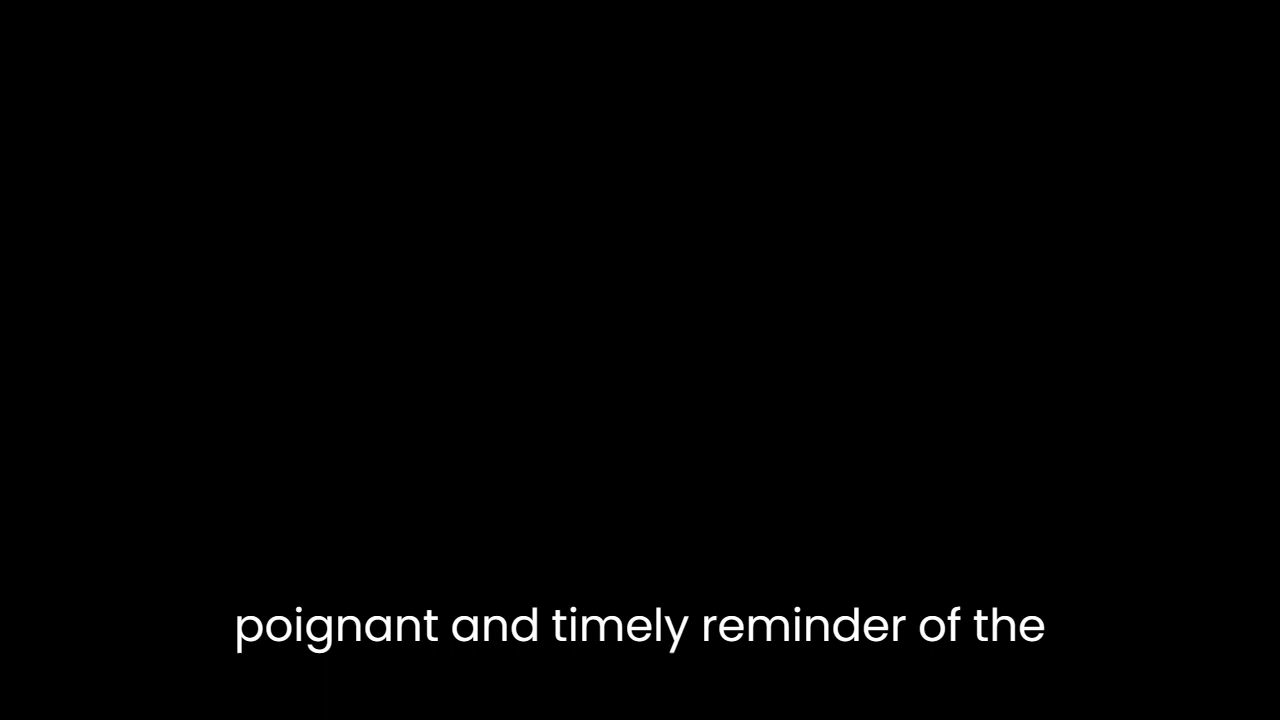 poignant and timely reminder of the